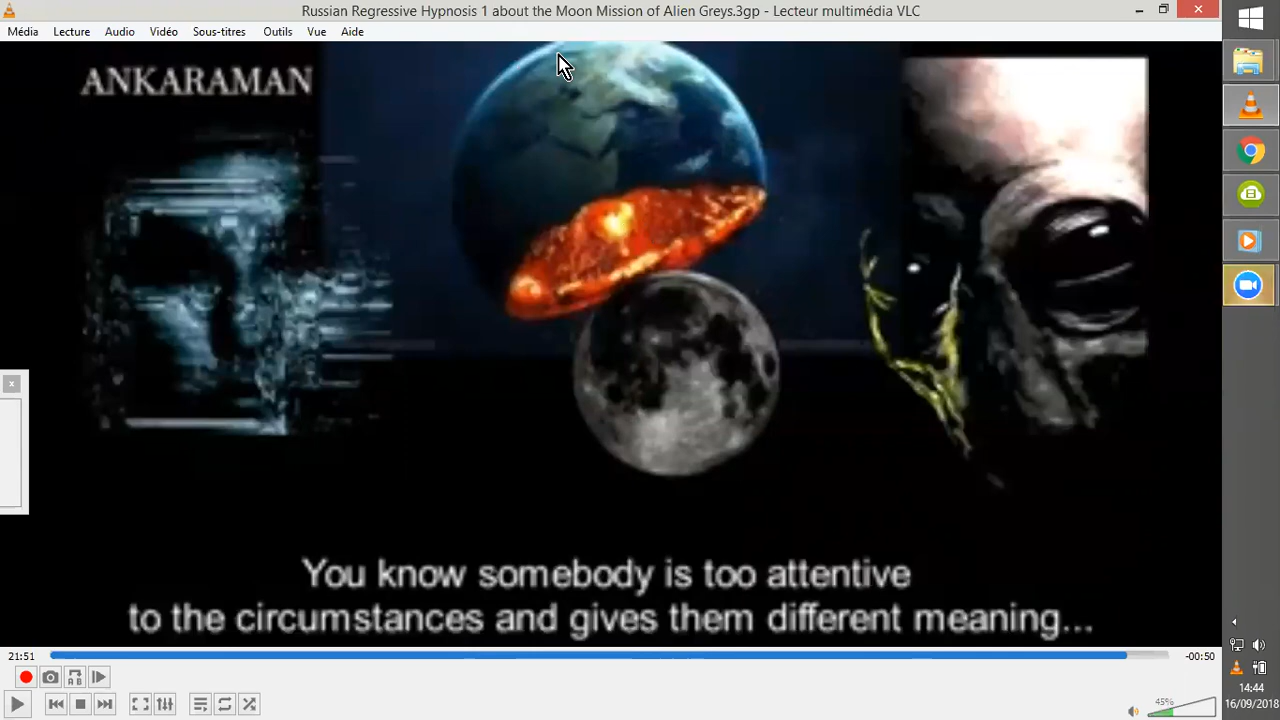 Russian Regressive Hypnosis 1 about the Moon Mission of Alien Greys.3gp - Lecteur multimédia VLC
Média Lecture Audio Vidéo Sous-titres Outils Vue Aide
ANKARAMAN
You know somebody is too attentive
to the circumstances and gives them different meaning...
21:51
-00:50
A B
45%
14:44
16/09/2018